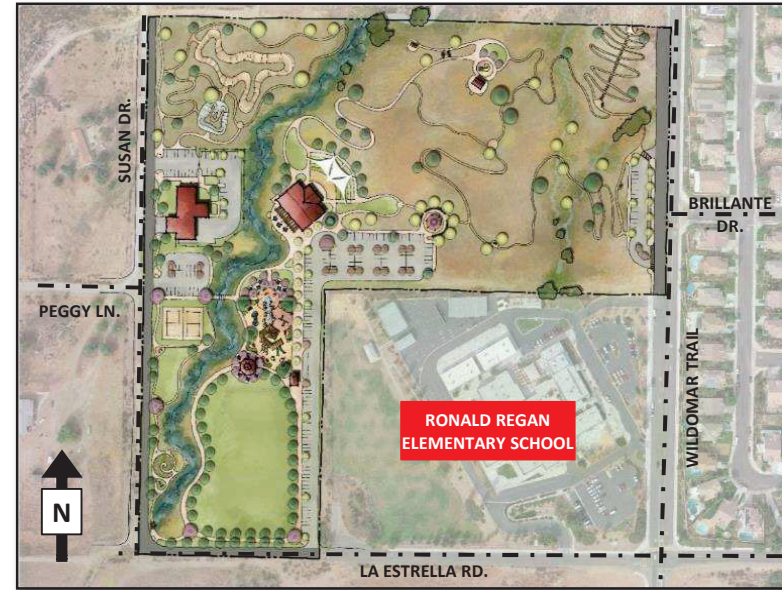 SUSAN DR.
BRILLANTE
DR.
PEGGY LN.
WILDOMAR TRAIL
RONALD REGAN
ELEMENTARY SCHOOL
N
LA ESTRELLA RD.